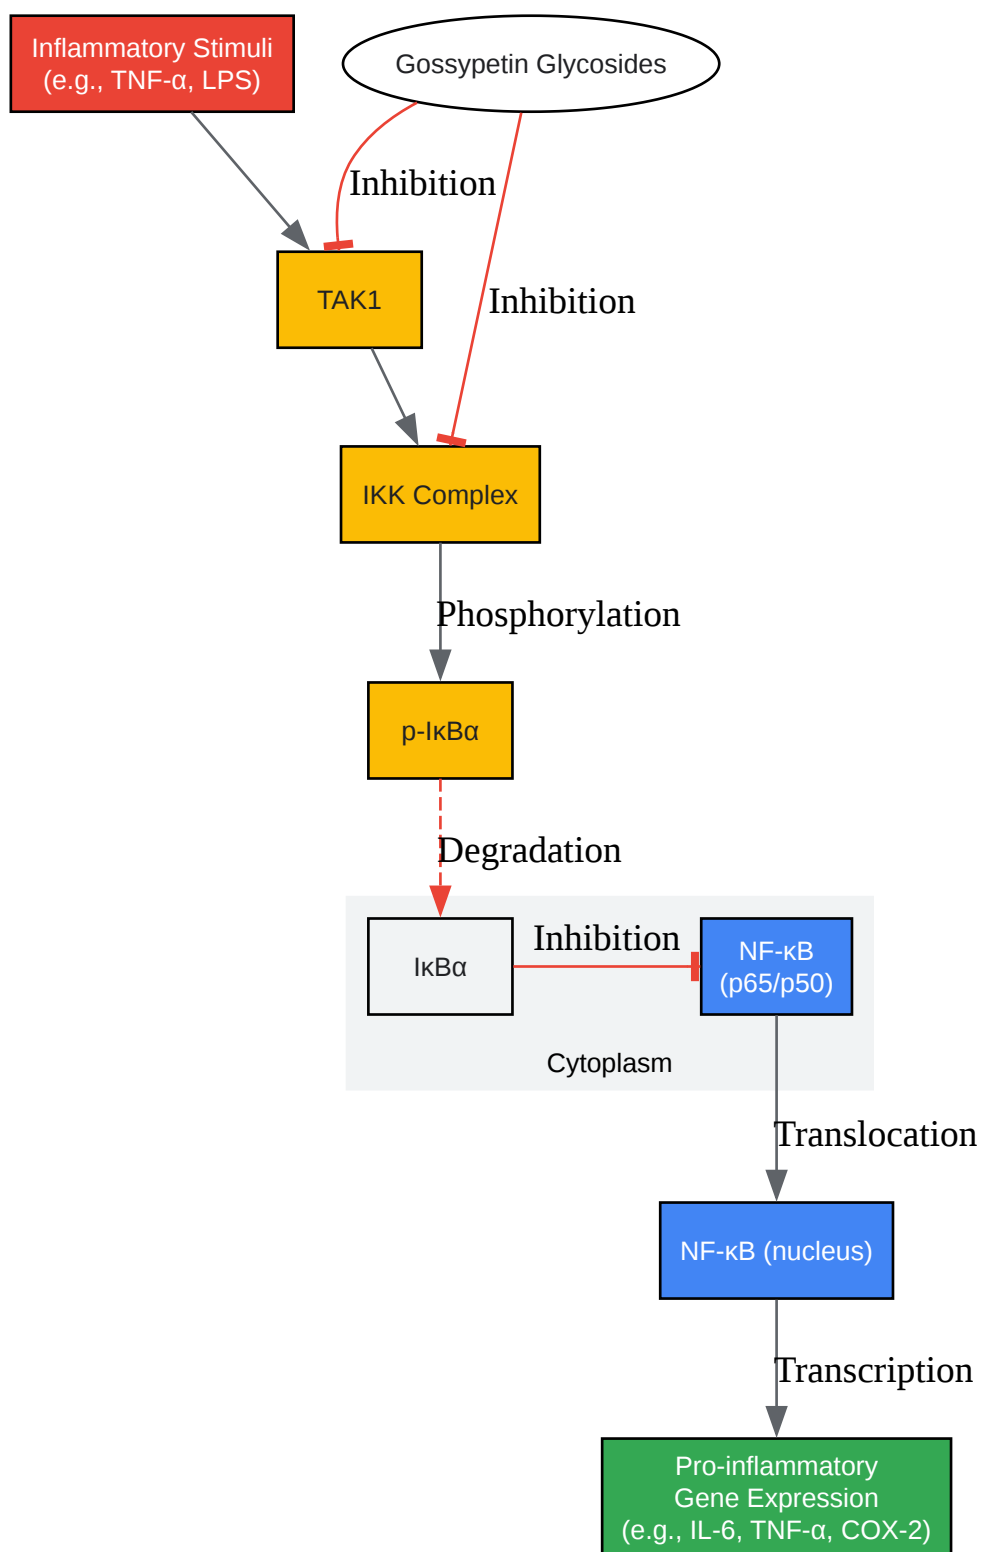 Inflammatory Stimuli
(e.g., TNF-α, LPS)
Gossypetin Glycosides
Inhibition
Inhibition
TAK1
IKK Complex
Phosphorylation
p-IκBα
Degradation
IκBα
Inhibition
NF-κB
(p65/p50)
Cytoplasm
Translocation
NF-κB (nucleus)
Transcription
Pro-inflammatory
Gene Expression
(e.g., IL-6, TNF-α, COX-2)